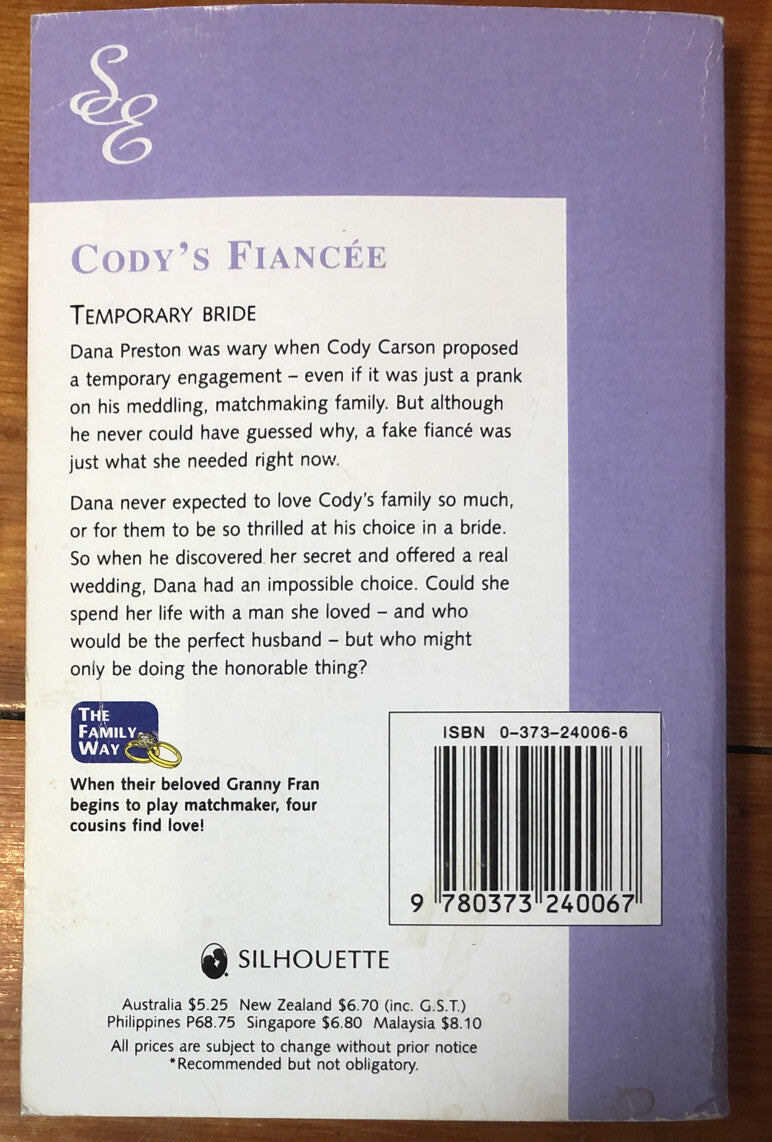 SE
CODY'S FIANCÉE
TEMPORARY BRIDE
Dana Preston was wary when Cody Carson proposed
a temporary engagement – even if it was just a prank
on his meddling, matchmaking family. But although
he never could have guessed why, a fake fiancé was
just what she needed right now.
Dana never expected to love Cody's family so much,
or for them to be so thrilled at his choice in a bride.
So when he discovered her secret and offered a real
wedding, Dana had an impossible choice. Could she
spend her life with a man she loved – and who
would be the perfect husband – but who might
only be doing the honorable thing?
THE
FAMILY
WAY
When their beloved Granny Fran
begins to play matchmaker, four
cousins find love!
ISBN 0-373-24006-6
9 780373 240067
SILHOUETTE
Australia $5.25 New Zealand $6.70 (inc. G.S.T.)
Philippines P68.75 Singapore $6.80 Malaysia $8.10
All prices are subject to change without prior notice
*Recommended but not obligatory.